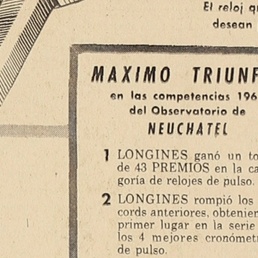 El reloj q
desean
MAXIMO TRIUNF
en las competencias 196
del Observatorio de
NEUCHATEL
1 LONGINES ganó un to
de 43 PREMIOS en la ca
goría de relojes de pulso.
2 LONGINES rompió los
cords anteriores, obtenien
primer lugar en la serie
los 4 mejores cronómet
de pulso.